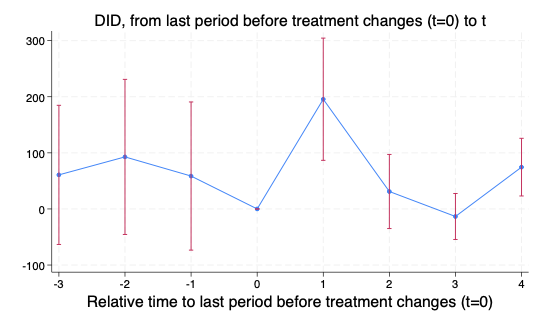 DID, from last period before treatment changes (t=0) to t
300
200
100
0
-100
-3 -2 -1 0 1 2 3 4
Relative time to last period before treatment changes (t=0)